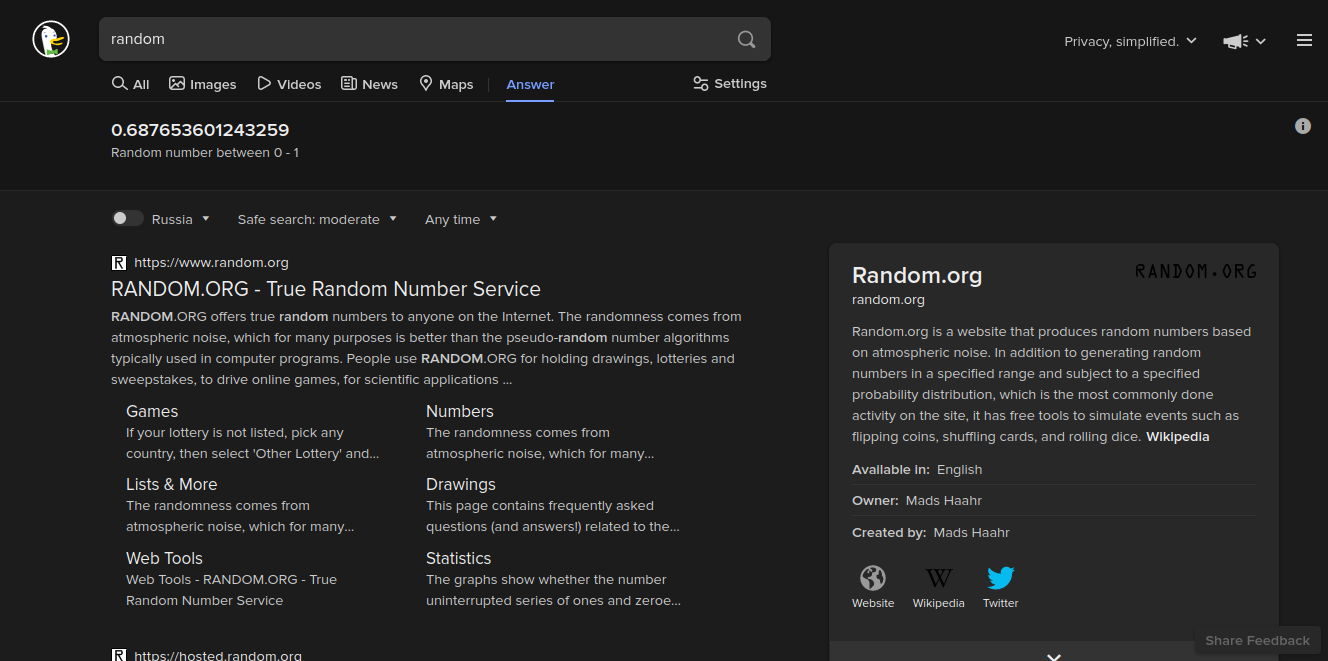 random
Privacy, simplified.
All Images Videos News Maps Answer Settings
0.687653601243259
Random number between 0 - 1
Russia Safe search: moderate Any time
R https://www.random.org
RANDOM.ORG - True Random Number Service
RANDOM.ORG offers true random numbers to anyone on the Internet. The randomness comes from
atmospheric noise, which for many purposes is better than the pseudo-random number algorithms
typically used in computer programs. People use RANDOM.ORG for holding drawings, lotteries and
sweepstakes, to drive online games, for scientific applications ...
Games
If your lottery is not listed, pick any
country, then select 'Other Lottery' and...
Numbers
The randomness comes from
atmospheric noise, which for many...
Lists & More
The randomness comes from
atmospheric noise, which for many...
Drawings
This page contains frequently asked
questions (and answers!) related to the...
Web Tools
Web Tools - RANDOM.ORG - True
Random Number Service
Statistics
The graphs show whether the number
uninterrupted series of ones and zeroe...
R https://hosted.random.org
Random.org
RANDOM.ORG
random.org
Random.org is a website that produces random numbers based
on atmospheric noise. In addition to generating random
numbers in a specified range and subject to a specified
probability distribution, which is the most commonly done
activity on the site, it has free tools to simulate events such as
flipping coins, shuffling cards, and rolling dice. Wikipedia
Available in: English
Owner: Mads Haahr
Created by: Mads Haahr
W
Website Wikipedia Twitter
Share Feedback